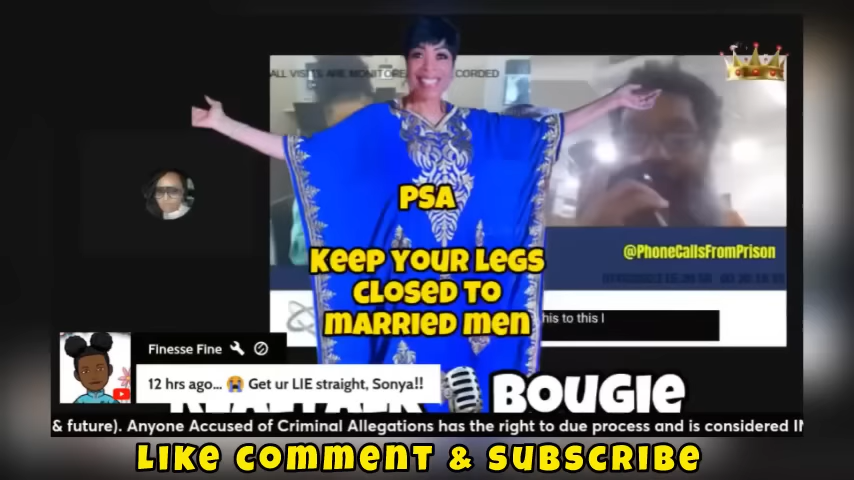 ALL VISITS ARE MONITORE
CORDED
PSA
@PhoneCallsFromPrison
KEEP YOUR LEGS
CLOSED TO
MARRIED MEN
his to this I
Finesse Fine
12 hrs ago... 😭 Get ur LIE straight, Sonya!!
BOUGIE
& future). Anyone Accused of Criminal Allegations has the right to due process and is considered IN
LIKE COMMENT & SUBSCRIBE